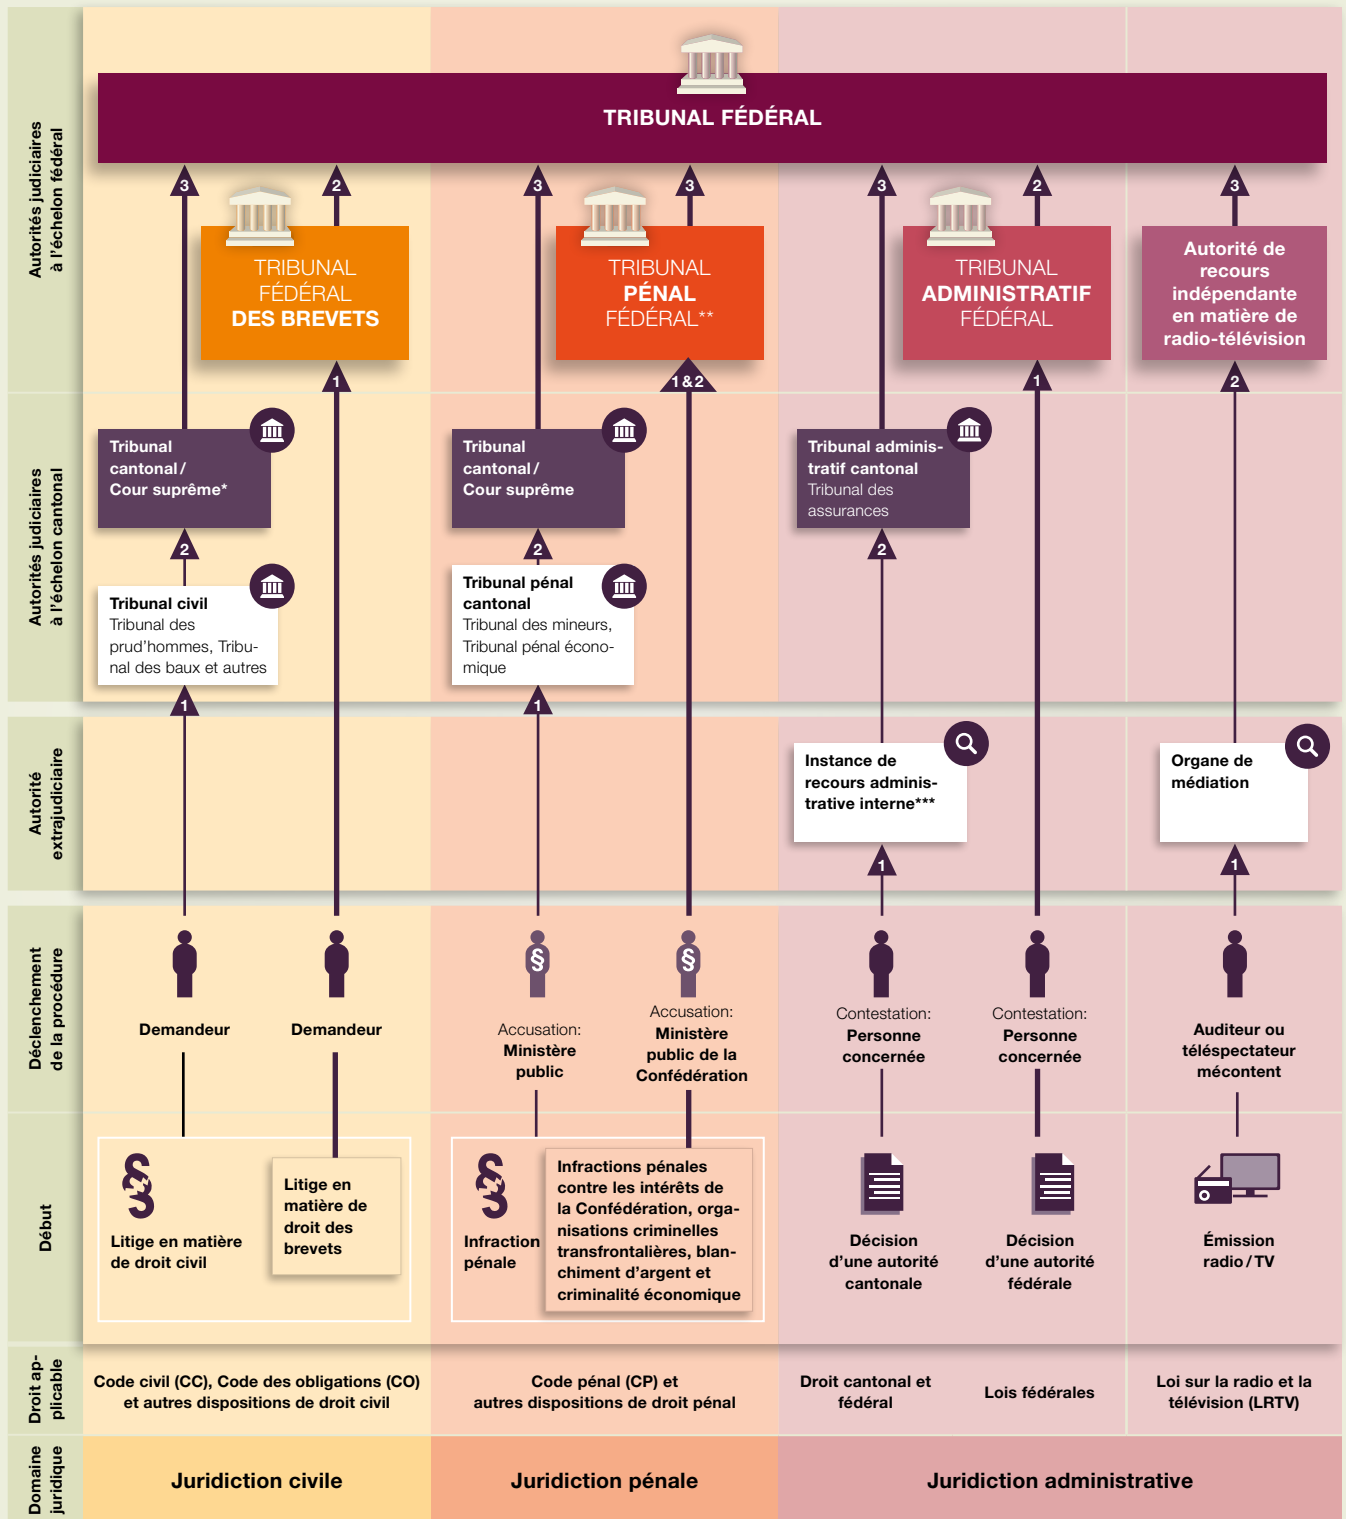 Autorités judiciaires
à l'échelon fédéral
TRIBUNAL FÉDÉRAL
3
2
3
3
3
2
3
TRIBUNAL
FÉDÉRAL
DES BREVETS
TRIBUNAL
PÉNAL
FÉDÉRAL**
TRIBUNAL
ADMINISTRATIF
FÉDÉRAL
Autorité de
recours
indépendante
en matière de
radio-télévision
1
1 & 2
1
2
Autorités judiciaires
à l'échelon cantonal
Tribunal
cantonal /
Cour suprême*
Tribunal
cantonal /
Cour suprême
Tribunal adminis-
tratif cantonal
Tribunal des
assurances
2
2
2
Tribunal civil
Tribunal des
prud'hommes, Tribu-
nal des baux et autres
Tribunal pénal
cantonal
Tribunal des mineurs,
Tribunal pénal écono-
mique
1
1
Autorité
extrajudiciaire
Instance de
recours adminis-
trative interne***
Organe de
médiation
1
1
Déclenchement
de la procédure
Demandeur
Demandeur
§
Accusation:
Ministère
public
§
Accusation:
Ministère
public de la
Confédération
Contestation:
Personne
concernée
Contestation:
Personne
concernée
Auditeur ou
téléspectateur
mécontent
Début
§
Litige en matière
de droit civil
Litige en
matière de
droit des
brevets
§
Infraction
pénale
Infractions pénales
contre les intérêts de
la Confédération, orga-
nisations criminelles
transfrontalières, blan-
chiment d'argent et
criminalité économique
Décision
d'une autorité
cantonale
Décision
d'une autorité
fédérale
Émission
radio / TV
Droit ap-
plicable
Code civil (CC), Code des obligations (CO)
et autres dispositions de droit civil
Code pénal (CP) et
autres dispositions de droit pénal
Droit cantonal et
fédéral
Lois fédérales
Loi sur la radio et la
télévision (LRTV)
Domaine
juridique
Juridiction civile
Juridiction pénale
Juridiction administrative